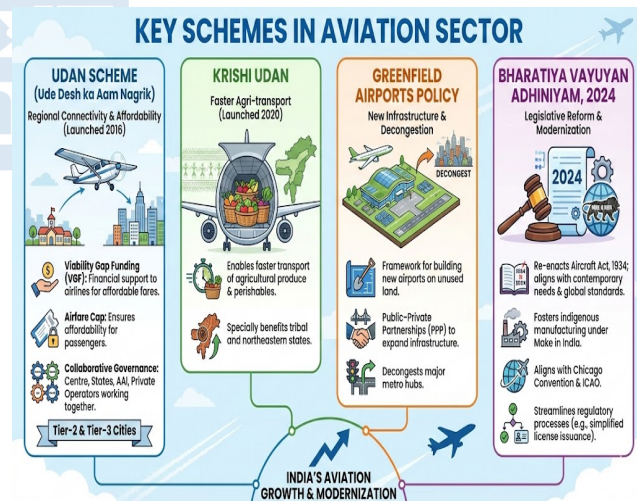 KEY SCHEMES IN AVIATION SECTOR
UDAN SCHEME
(Ude Desh ka Aam Nagrik)
Regional Connectivity & Affordability
(Launched 2016)
Viability Gap Funding
(VGF): Financial support to
airlines for affordable fares.
Airfare Cap: Ensures
affordability for
passengers.
Collaborative Governance:
Centre, States, AAI, Private
Operators working
together.
Tier-2 & Tier-3 Cities
KRISHI UDAN
Faster Agri-transport
(Launched 2020)
Enables faster transport
of agricultural produce
& perishables.
Specially benefits tribal
and northeastern states.
GREENFIELD
AIRPORTS POLICY
New Infrastructure &
Decongestion
DECONGEST
Framework for building
new airports on unused
land.
Public-Private
Partnerships (PPP) to
expand infrastructure.
Decongests major
metro hubs.
BHARATIYA VAYUYAN
ADHINIYAM, 2024
Legislative Reform &
Modernization
2024
Re-enacts Aircraft Act, 1934;
aligns with contemporary
needs & global standards.
Fosters indigenous
manufacturing under
Make in India.
Aligns with Chicago
Convention & ICAO.
Streamlines regulatory
processes (e.g., simplified
license issuance).
INDIA'S AVIATION
GROWTH & MODERNIZATION